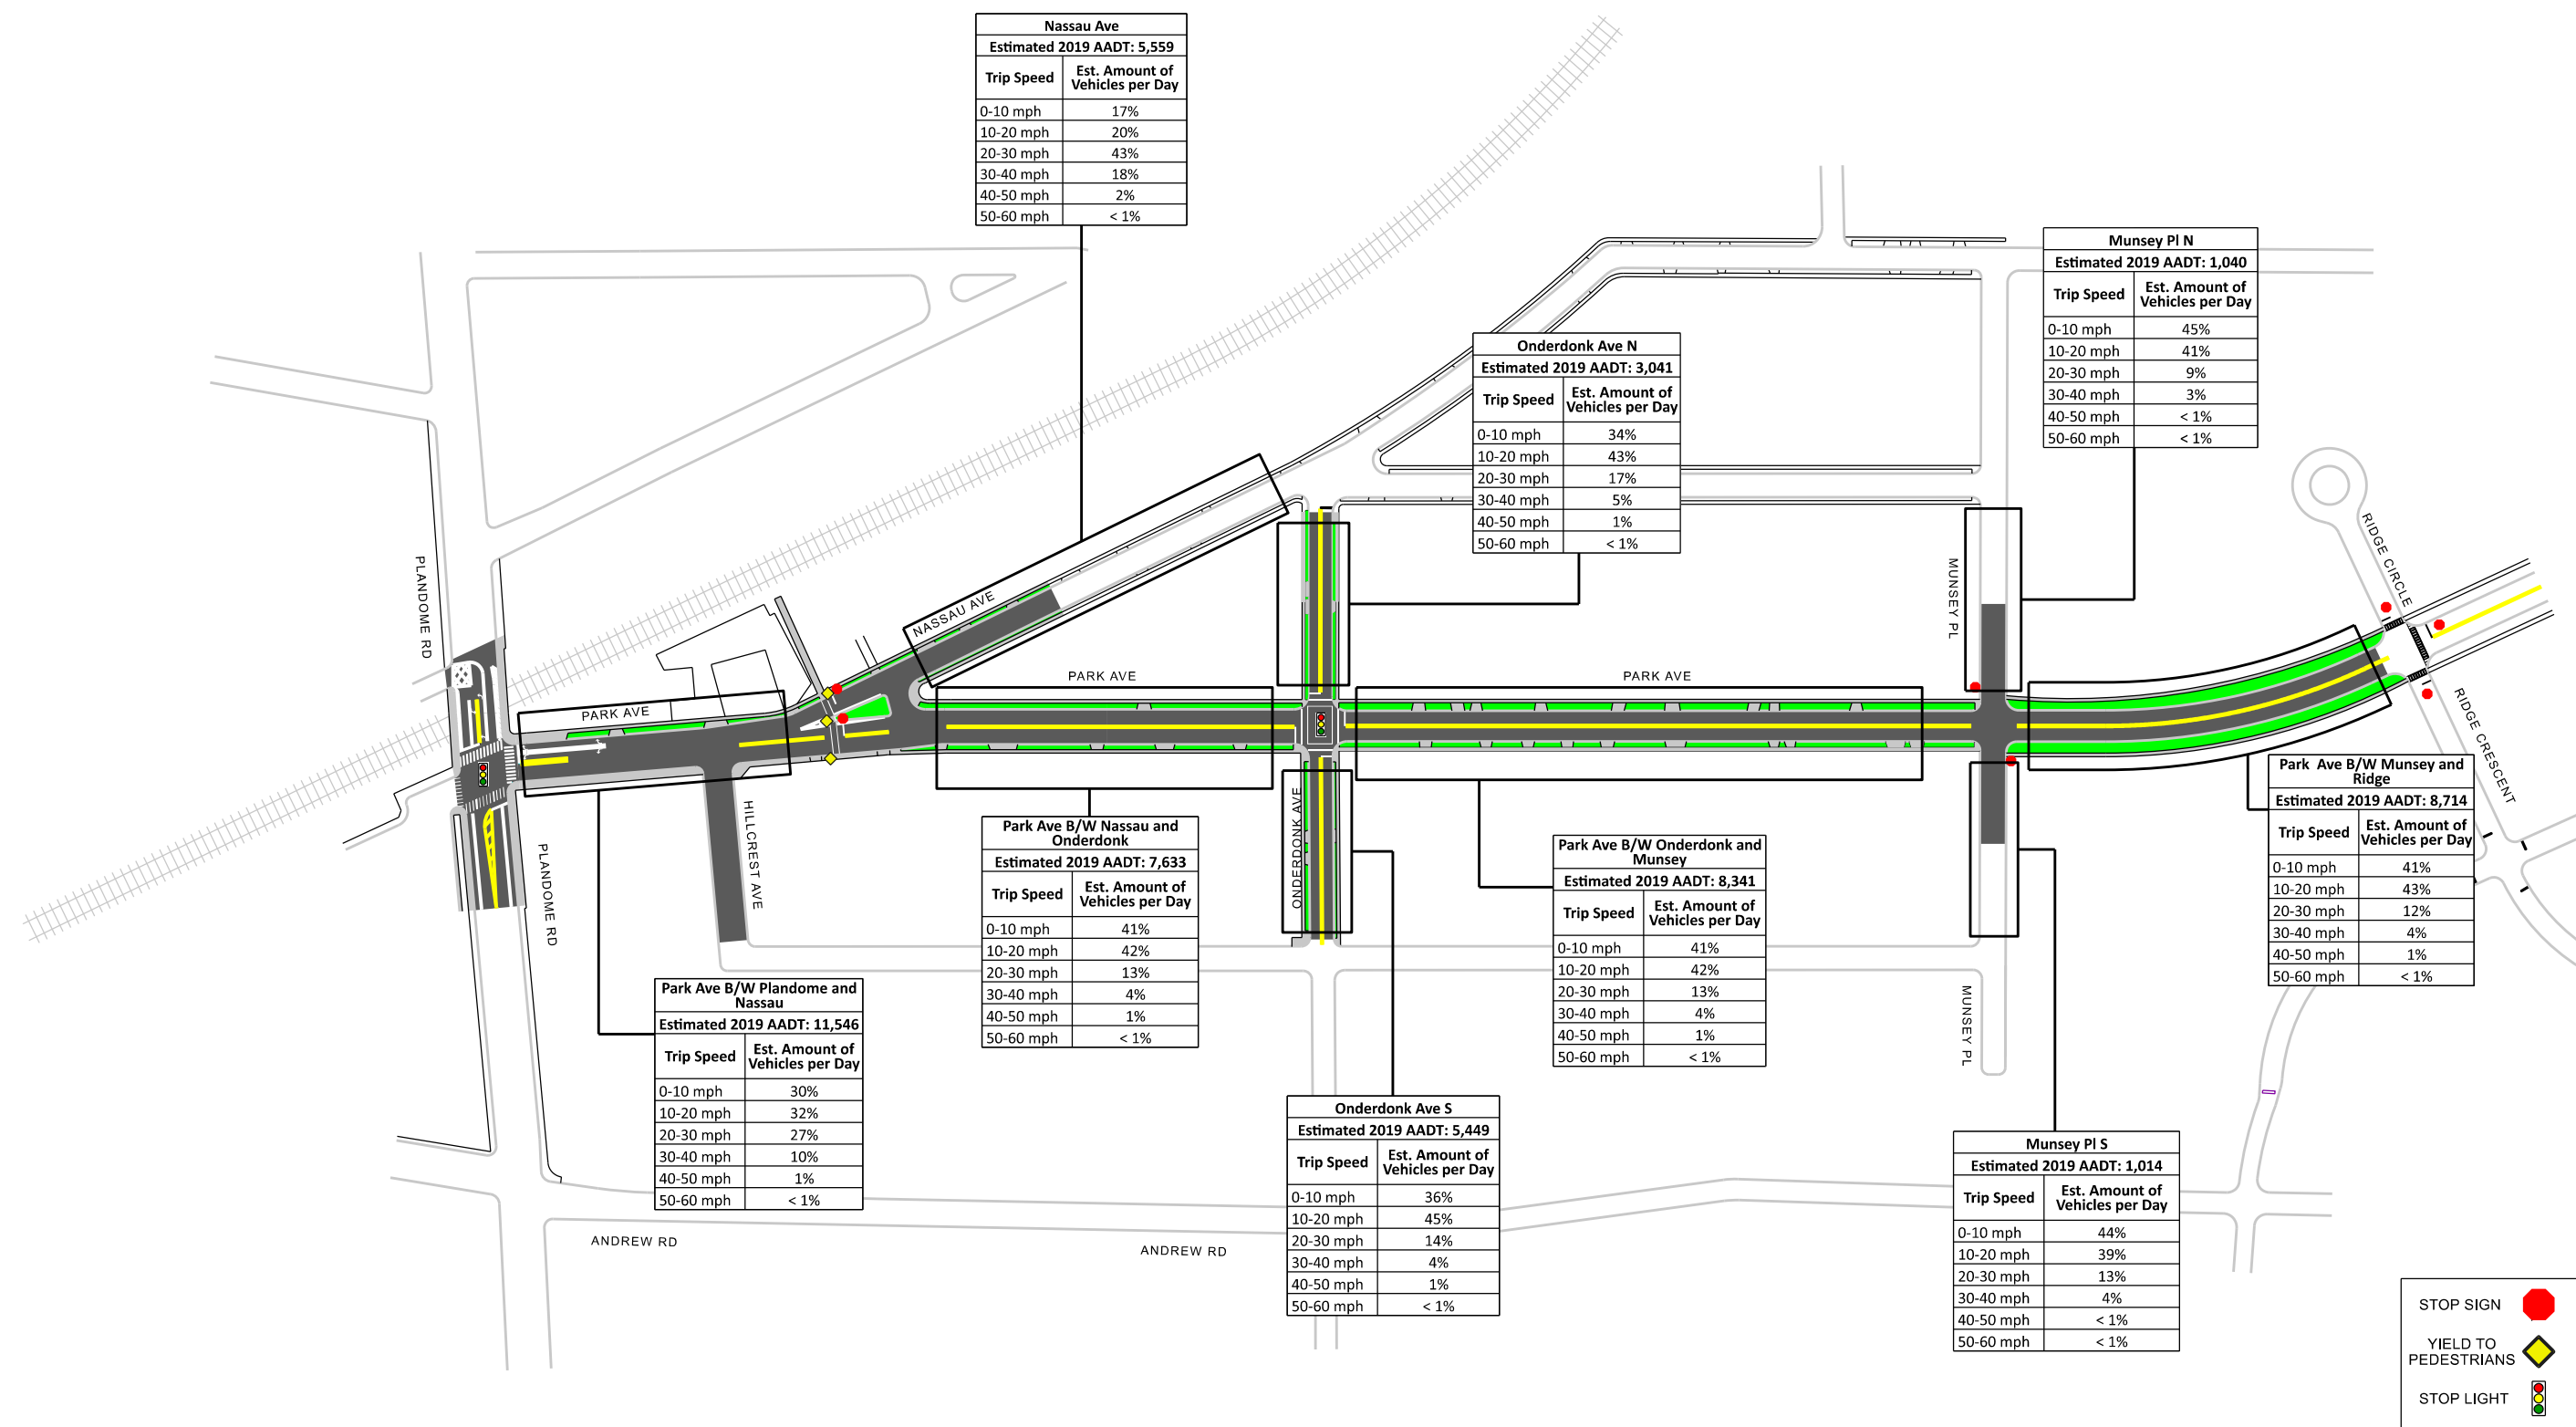 Nassau Ave
Estimated 2019 AADT: 5,559
Trip Speed Est. Amount of
Vehicles per Day
0-10 mph 17%
10-20 mph 20%
20-30 mph 43%
30-40 mph 18%
40-50 mph 2%
50-60 mph < 1%
Munsey Pl N
Estimated 2019 AADT: 1,040
Trip Speed Est. Amount of
Vehicles per Day
0-10 mph 45%
10-20 mph 41%
20-30 mph 9%
30-40 mph 3%
40-50 mph < 1%
50-60 mph < 1%
Onderdonk Ave N
Estimated 2019 AADT: 3,041
Trip Speed Est. Amount of
Vehicles per Day
0-10 mph 34%
10-20 mph 43%
20-30 mph 17%
30-40 mph 5%
40-50 mph 1%
50-60 mph < 1%
PLANDOME RD
NASSAU AVE
MUNSEY PL
RIDGE CIRCLE
PARK AVE
PARK AVE
PARK AVE
RIDGE CRESCENT
PLANDOME RD
HILLCREST AVE
ONDERDONK AVE
MUNSEY PL
Park Ave B/W Munsey and
Ridge
Estimated 2019 AADT: 8,714
Trip Speed Est. Amount of
Vehicles per Day
0-10 mph 41%
10-20 mph 43%
20-30 mph 12%
30-40 mph 4%
40-50 mph 1%
50-60 mph < 1%
Park Ave B/W Nassau and
Onderdonk
Estimated 2019 AADT: 7,633
Trip Speed Est. Amount of
Vehicles per Day
0-10 mph 41%
10-20 mph 42%
20-30 mph 13%
30-40 mph 4%
40-50 mph 1%
50-60 mph < 1%
Park Ave B/W Onderdonk and
Munsey
Estimated 2019 AADT: 8,341
Trip Speed Est. Amount of
Vehicles per Day
0-10 mph 41%
10-20 mph 42%
20-30 mph 13%
30-40 mph 4%
40-50 mph 1%
50-60 mph < 1%
Park Ave B/W Plandome and
Nassau
Estimated 2019 AADT: 11,546
Trip Speed Est. Amount of
Vehicles per Day
0-10 mph 30%
10-20 mph 32%
20-30 mph 27%
30-40 mph 10%
40-50 mph 1%
50-60 mph < 1%
Onderdonk Ave S
Estimated 2019 AADT: 5,449
Trip Speed Est. Amount of
Vehicles per Day
0-10 mph 36%
10-20 mph 45%
20-30 mph 14%
30-40 mph 4%
40-50 mph 1%
50-60 mph < 1%
Munsey Pl S
Estimated 2019 AADT: 1,014
Trip Speed Est. Amount of
Vehicles per Day
0-10 mph 44%
10-20 mph 39%
20-30 mph 13%
30-40 mph 4%
40-50 mph < 1%
50-60 mph < 1%
ANDREW RD
ANDREW RD
STOP SIGN
YIELD TO
PEDESTRIANS
STOP LIGHT